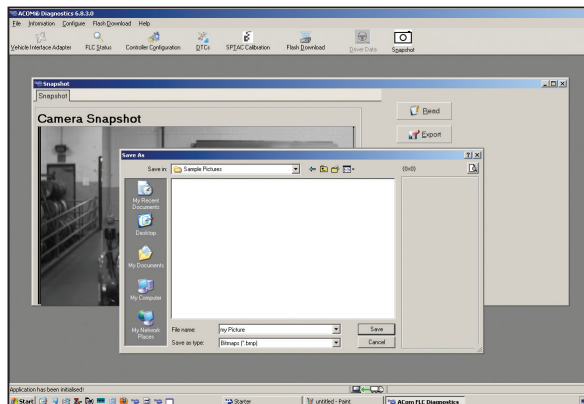 ACOM® Diagnostics 6.8.3.0
File Information Configure Flash Download Help
Vehicle Interface Adapter FLC Status Controller Configuration DTCs SPTAC Calibration Flash Download Driver Data Snapshot
Snapshot
Snapshot
Camera Snapshot
Read
Export
Save As
Save in: Sample Pictures (0x0)
My Recent Documents
Desktop
My Documents
My Computer
My Network Places
File name: my Picture Save
Save as type: Bitmaps (*.bmp) Cancel
Application has been initialised!
Start Starter untitled - Paint ACom FLC Diagnostics